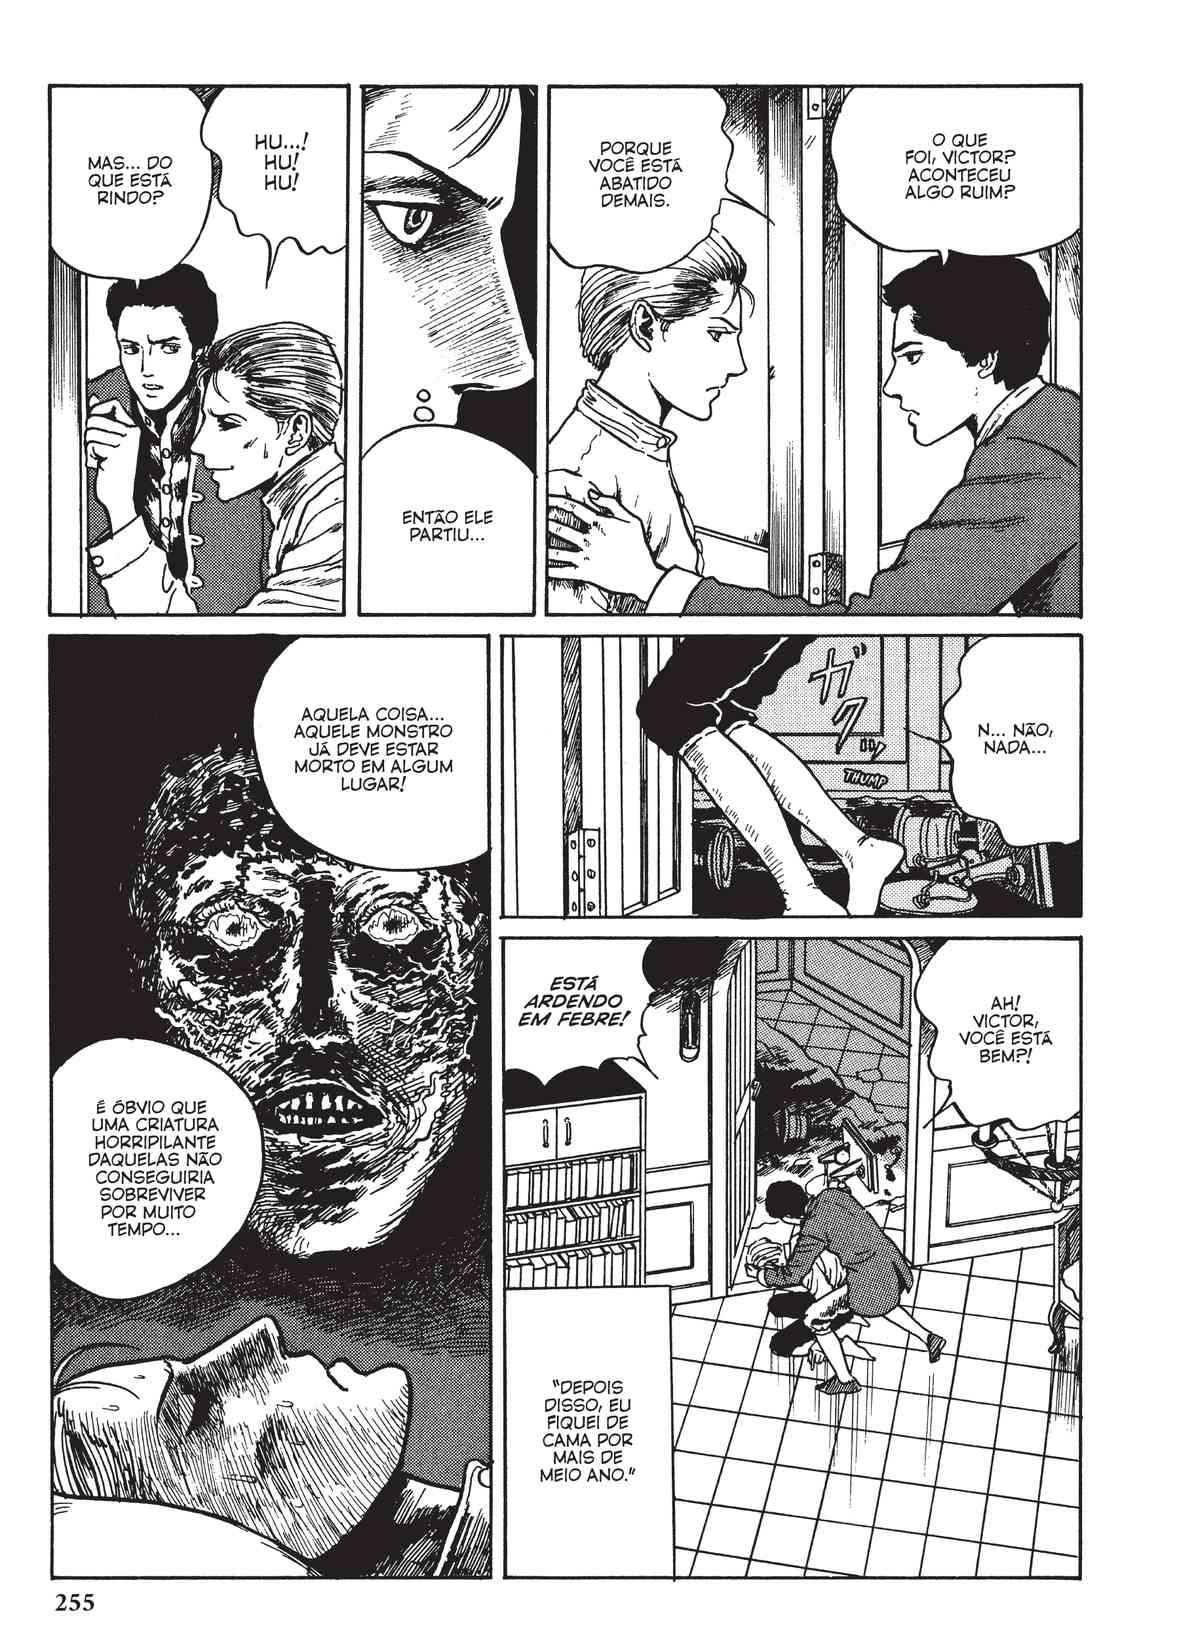 O QUE
FOI, VICTOR?
ACONTECEU
ALGO RUIM?
PORQUE
VOCÊ ESTÁ
ABATIDO
DEMAIS.
ENTÃO ELE
PARTIU...
HU...!
HU!
HU!
MAS... DO
QUE ESTÁ
RINDO?
N... NÃO,
NADA...
ガクッ
THUMP
AH!
VICTOR,
VOCÊ ESTÁ
BEM?!
ESTÁ
ARDENDO
EM FEBRE!
"DEPOIS
DISSO, EU
FIQUEI DE
CAMA POR
MAIS DE
MEIO ANO."
AQUELA COISA...
AQUELE MONSTRO
JÁ DEVE ESTAR
MORTO EM ALGUM
LUGAR!
É ÓBVIO QUE
UMA CRIATURA
HORRIPILANTE
DAQUELAS NÃO
CONSEGUIRIA
SOBREVIVER
POR MUITO
TEMPO...
255